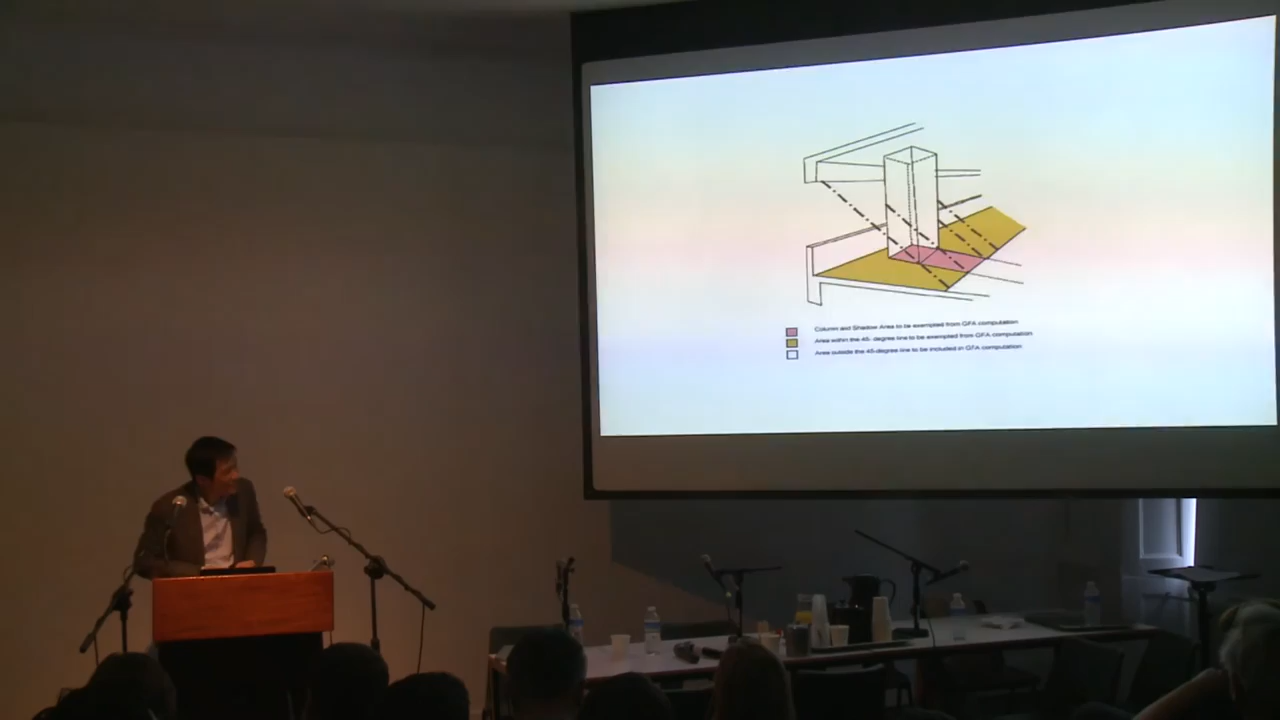 Column and Shadow Area to be exempted from GFA computation
Area within the 45- degree line to be exempted from GFA computation
Area outside the 45-degree line to be included in GFA computation